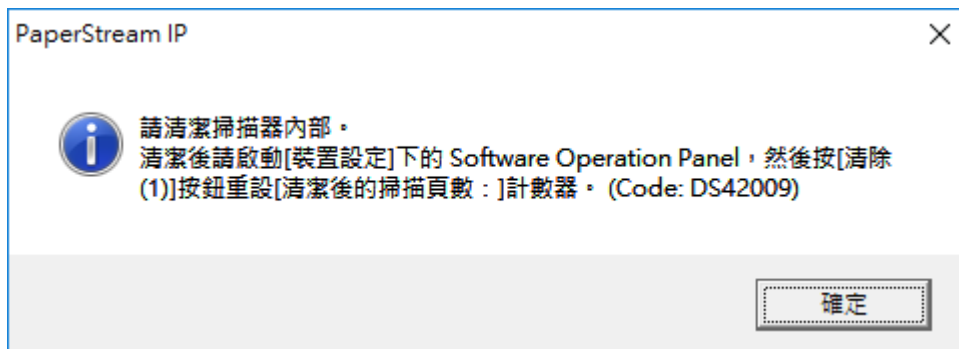 PaperStream IP
請清潔掃描器內部。
清潔後請啟動[裝置設定]下的 Software Operation Panel，然後按[清除
(1)]按鈕重設[清潔後的掃描頁數：]計數器。 (Code: DS42009)
確定